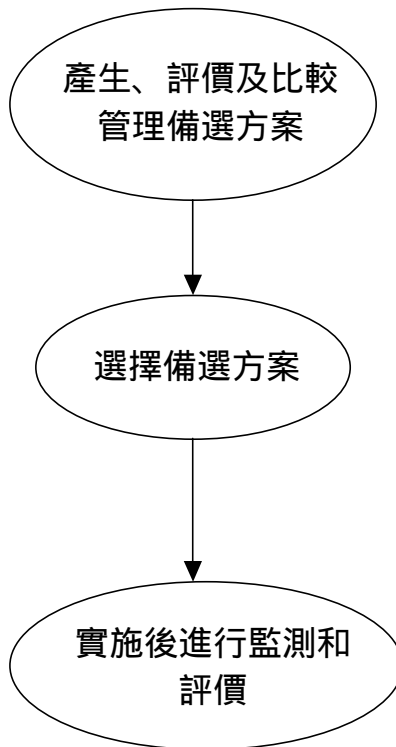 產生、評價及比較
管理備選方案
選擇備選方案
實施後進行監測和
評價